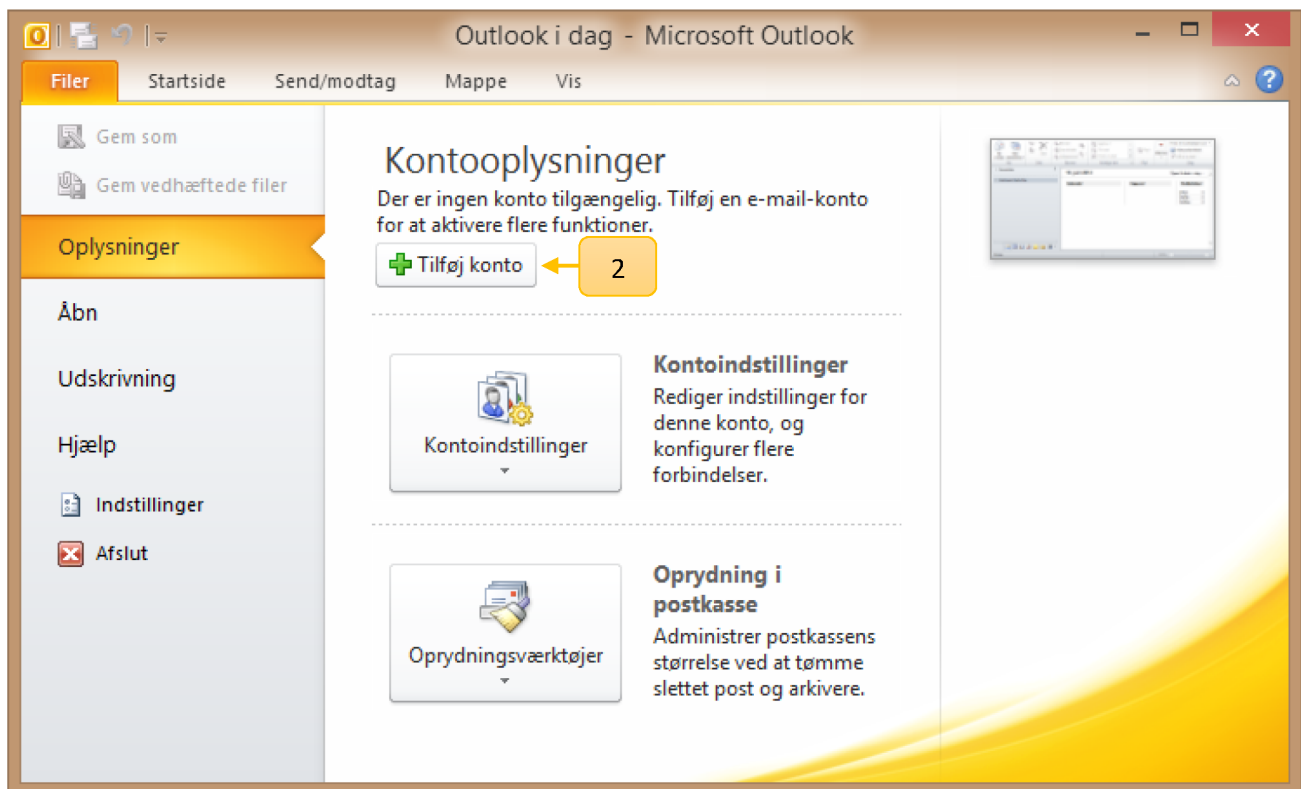 Outlook i dag - Microsoft Outlook
Filer Startside Send/modtag Mappe Vis
Gem som
Gem vedhæftede filer
Oplysninger
Åbn
Udskrivning
Hjælp
Indstillinger
Afslut
Kontooplysninger
Der er ingen konto tilgængelig. Tilføj en e-mail-konto
for at aktivere flere funktioner.
Tilføj konto
2
Kontoindstillinger
Kontoindstillinger
Rediger indstillinger for
denne konto, og
konfigurer flere
forbindelser.
Oprydningsværktøjer
Oprydning i
postkasse
Administrer postkassens
størrelse ved at tømme
slettet post og arkivere.